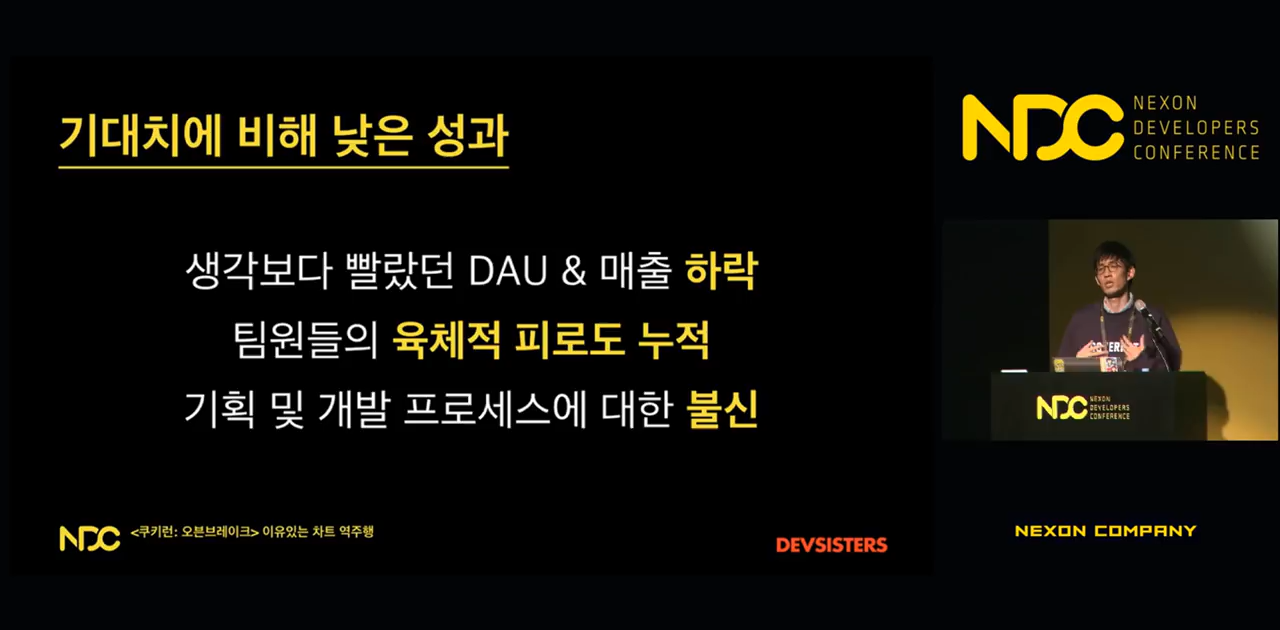 기대치에 비해 낮은 성과
생각보다 빨랐던 DAU & 매출 하락
팀원들의 육체적 피로도 누적
기획 및 개발 프로세스에 대한 불신
NDC
<쿠키런: 오븐브레이크> 이유있는 차트 역주행
DEVSISTERS
NDC
NEXON
DEVELOPERS
CONFERENCE
NDC
NEXON
DEVELOPERS
CONFERENCE
NEXON COMPANY